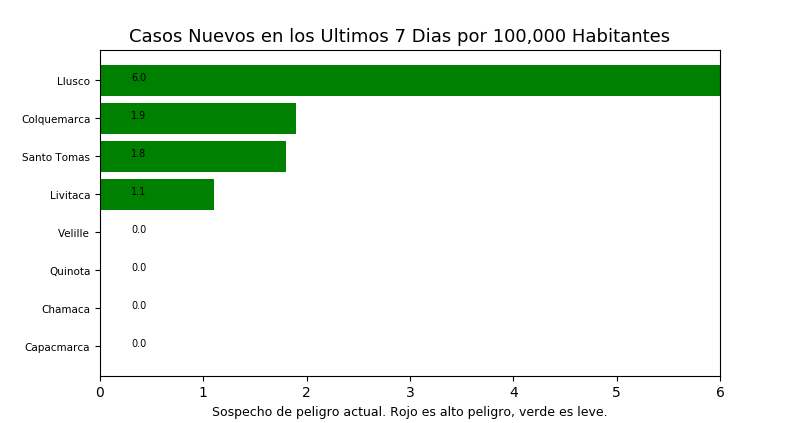 Casos Nuevos en los Ultimos 7 Dias por 100,000 Habitantes
Llusco 6.0
Colquemarca 1.9
Santo Tomas 1.8
Livitaca 1.1
Velille 0.0
Quinota 0.0
Chamaca 0.0
Capacmarca 0.0
0 1 2 3 4 5 6
Sospecho de peligro actual. Rojo es alto peligro, verde es leve.